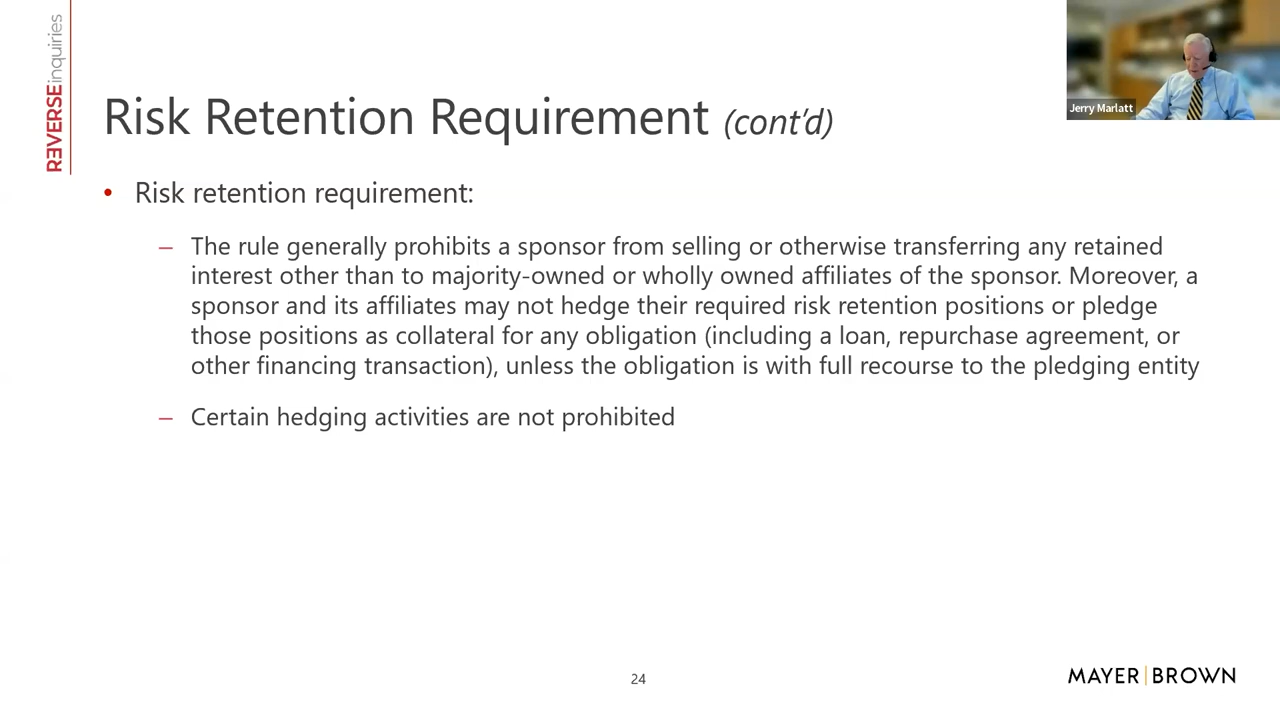 REVERSEinquiries
Jerry Marlatt
Risk Retention Requirement (cont'd)
• Risk retention requirement:
– The rule generally prohibits a sponsor from selling or otherwise transferring any retained
interest other than to majority-owned or wholly owned affiliates of the sponsor. Moreover, a
sponsor and its affiliates may not hedge their required risk retention positions or pledge
those positions as collateral for any obligation (including a loan, repurchase agreement, or
other financing transaction), unless the obligation is with full recourse to the pledging entity
– Certain hedging activities are not prohibited
24
MAYER|BROWN